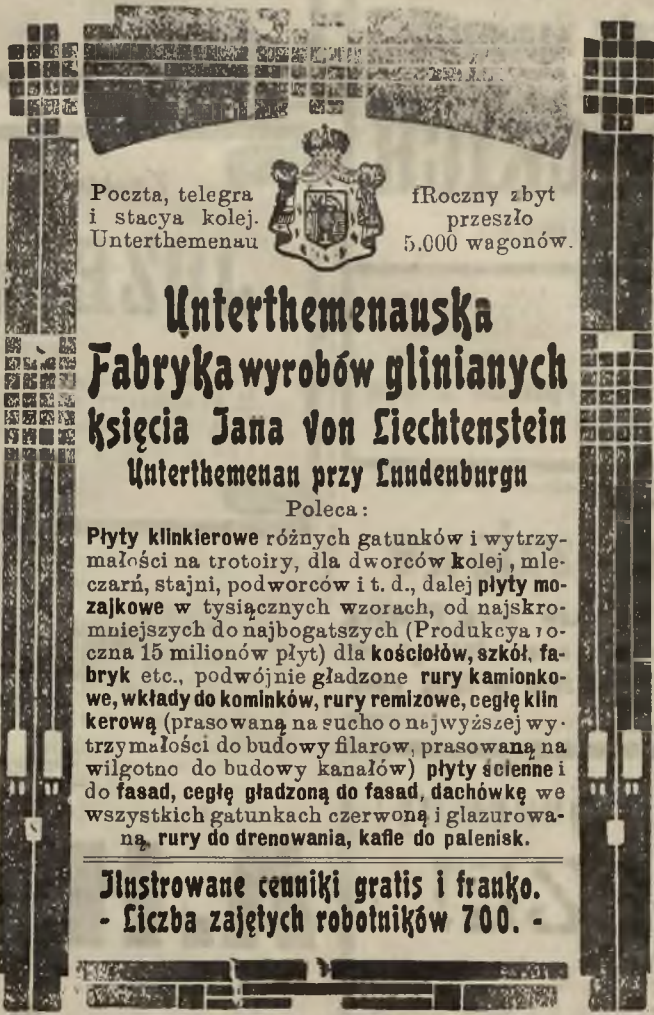 Poczta, telegra
i stacya kolej.
Unterthemenau
fRoczny zbyt
przeszło
5.000 wagonów.
Unterthemenauska
Fabryka wyrobów glinianych
Księcia Jana Von Liechtenstein
Unterthemenau przy Lundenburgu
Poleca:
Płyty klinkierowe różnych gatunków i wytrzy-
małości na trotoiry, dla dworców kolej, mle-
czarń, stajni, podworców i t. d., dalej płyty mo-
zajkowe w tysiącznych wzorach, od najskro-
mniejszych do najbogatszych (Produkcya ro-
czna 15 milionów płyt) dla kościołów, szkół, fa-
bryk etc., podwójnie gładzone rury kamionko-
we, wkłady do kominków, rury remizowe, cegłę klin
kerową (prasowaną na sucho o najwyższej wy-
trzymałości do budowy filarow, prasowaną na
wilgotno do budowy kanałów) płyty ścienne i
do fasad, cegłę gładzoną do fasad, dachówkę we
wszystkich gatunkach czerwoną i glazurowa-
ną, rury do drenowania, kafle do palenisk.
Ilustrowane cenniki gratis i franko.
- Liczba zajętych robotników 700. -